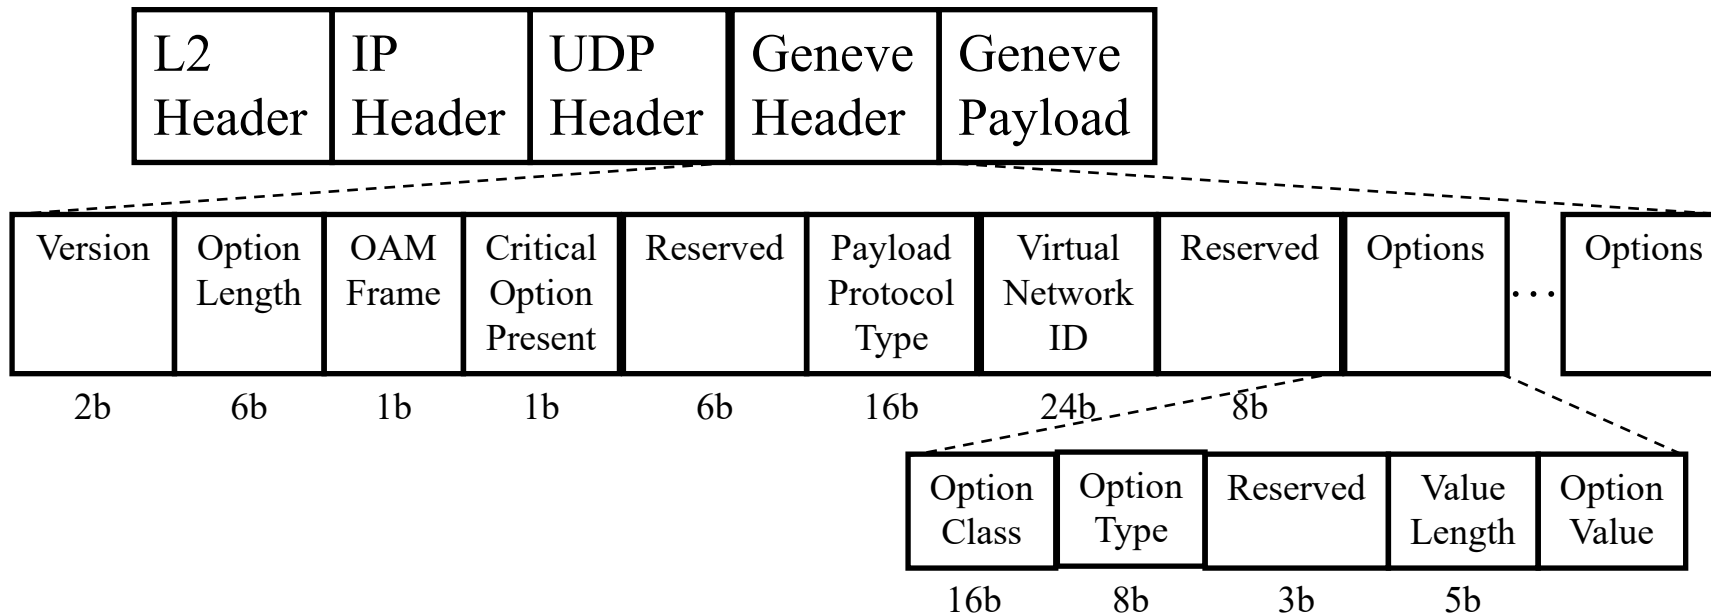 L2
Header
IP
Header
UDP
Header
Geneve
Header
Geneve
Payload
Version
Option
Length
OAM
Frame
Critical
Option
Present
Reserved
Payload
Protocol
Type
Virtual
Network
ID
Reserved
Options
...
Options
2b
6b
1b
1b
6b
16b
24b
8b
Option
Class
Option
Type
Reserved
Value
Length
Option
Value
16b
8b
3b
5b